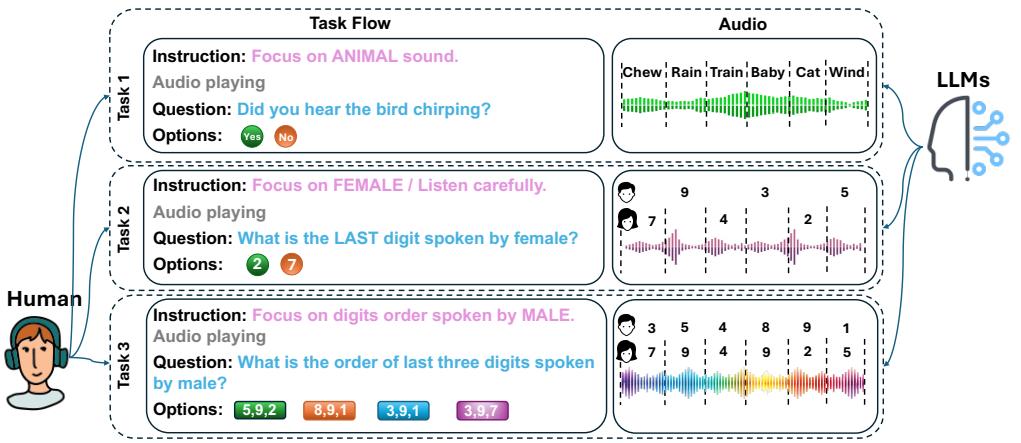 Task Flow
Audio
Task 1
Instruction: Focus on ANIMAL sound.
Audio playing
Question: Did you hear the bird chirping?
Options: Yes No
Chew Rain Train Baby Cat Wind
LLMs
Task 2
Instruction: Focus on FEMALE / Listen carefully.
Audio playing
Question: What is the LAST digit spoken by female?
Options: 2 7
9 3 5
7 4 2
Human
Task3
Instruction: Focus on digits order spoken by MALE.
Audio playing
Question: What is the order of last three digits spoken
by male?
Options: 5,9,2 8,9,1 3,9,1 3,9,7
3 5 4 8 9 1
7 9 4 9 2 5